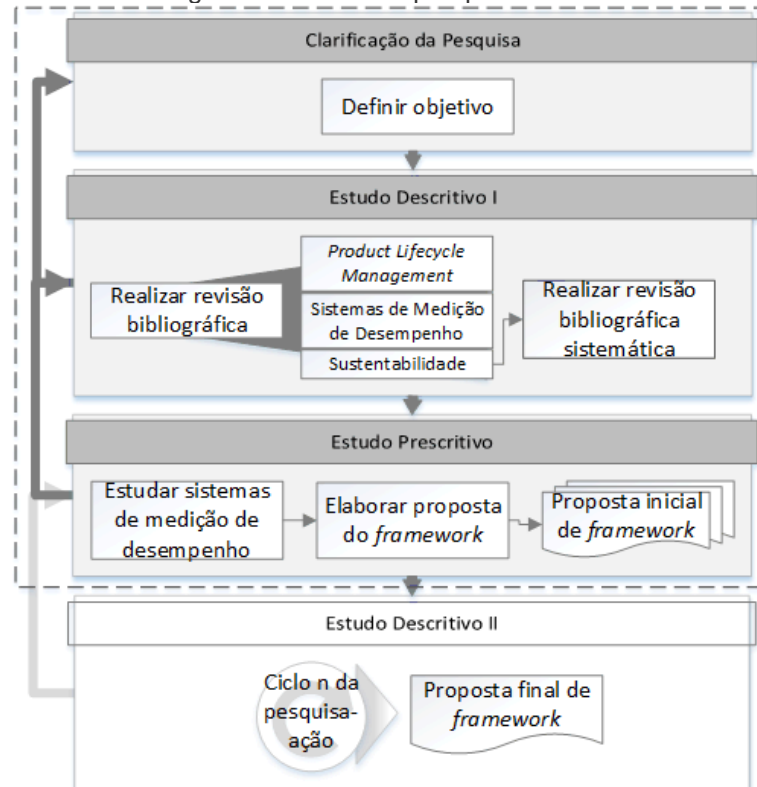 Clarificação da Pesquisa
Definir objetivo
Estudo Descritivo I
Realizar revisão
bibliográfica
Product Lifecycle
Management
Sistemas de Medição
de Desempenho
Sustentabilidade
Realizar revisão
bibliográfica
sistemática
Estudo Prescritivo
Estudar sistemas
de medição de
desempenho
Elaborar proposta
do framework
Proposta inicial
de framework
Estudo Descritivo II
Ciclo n da
pesquisa-
ação
Proposta final de
framework